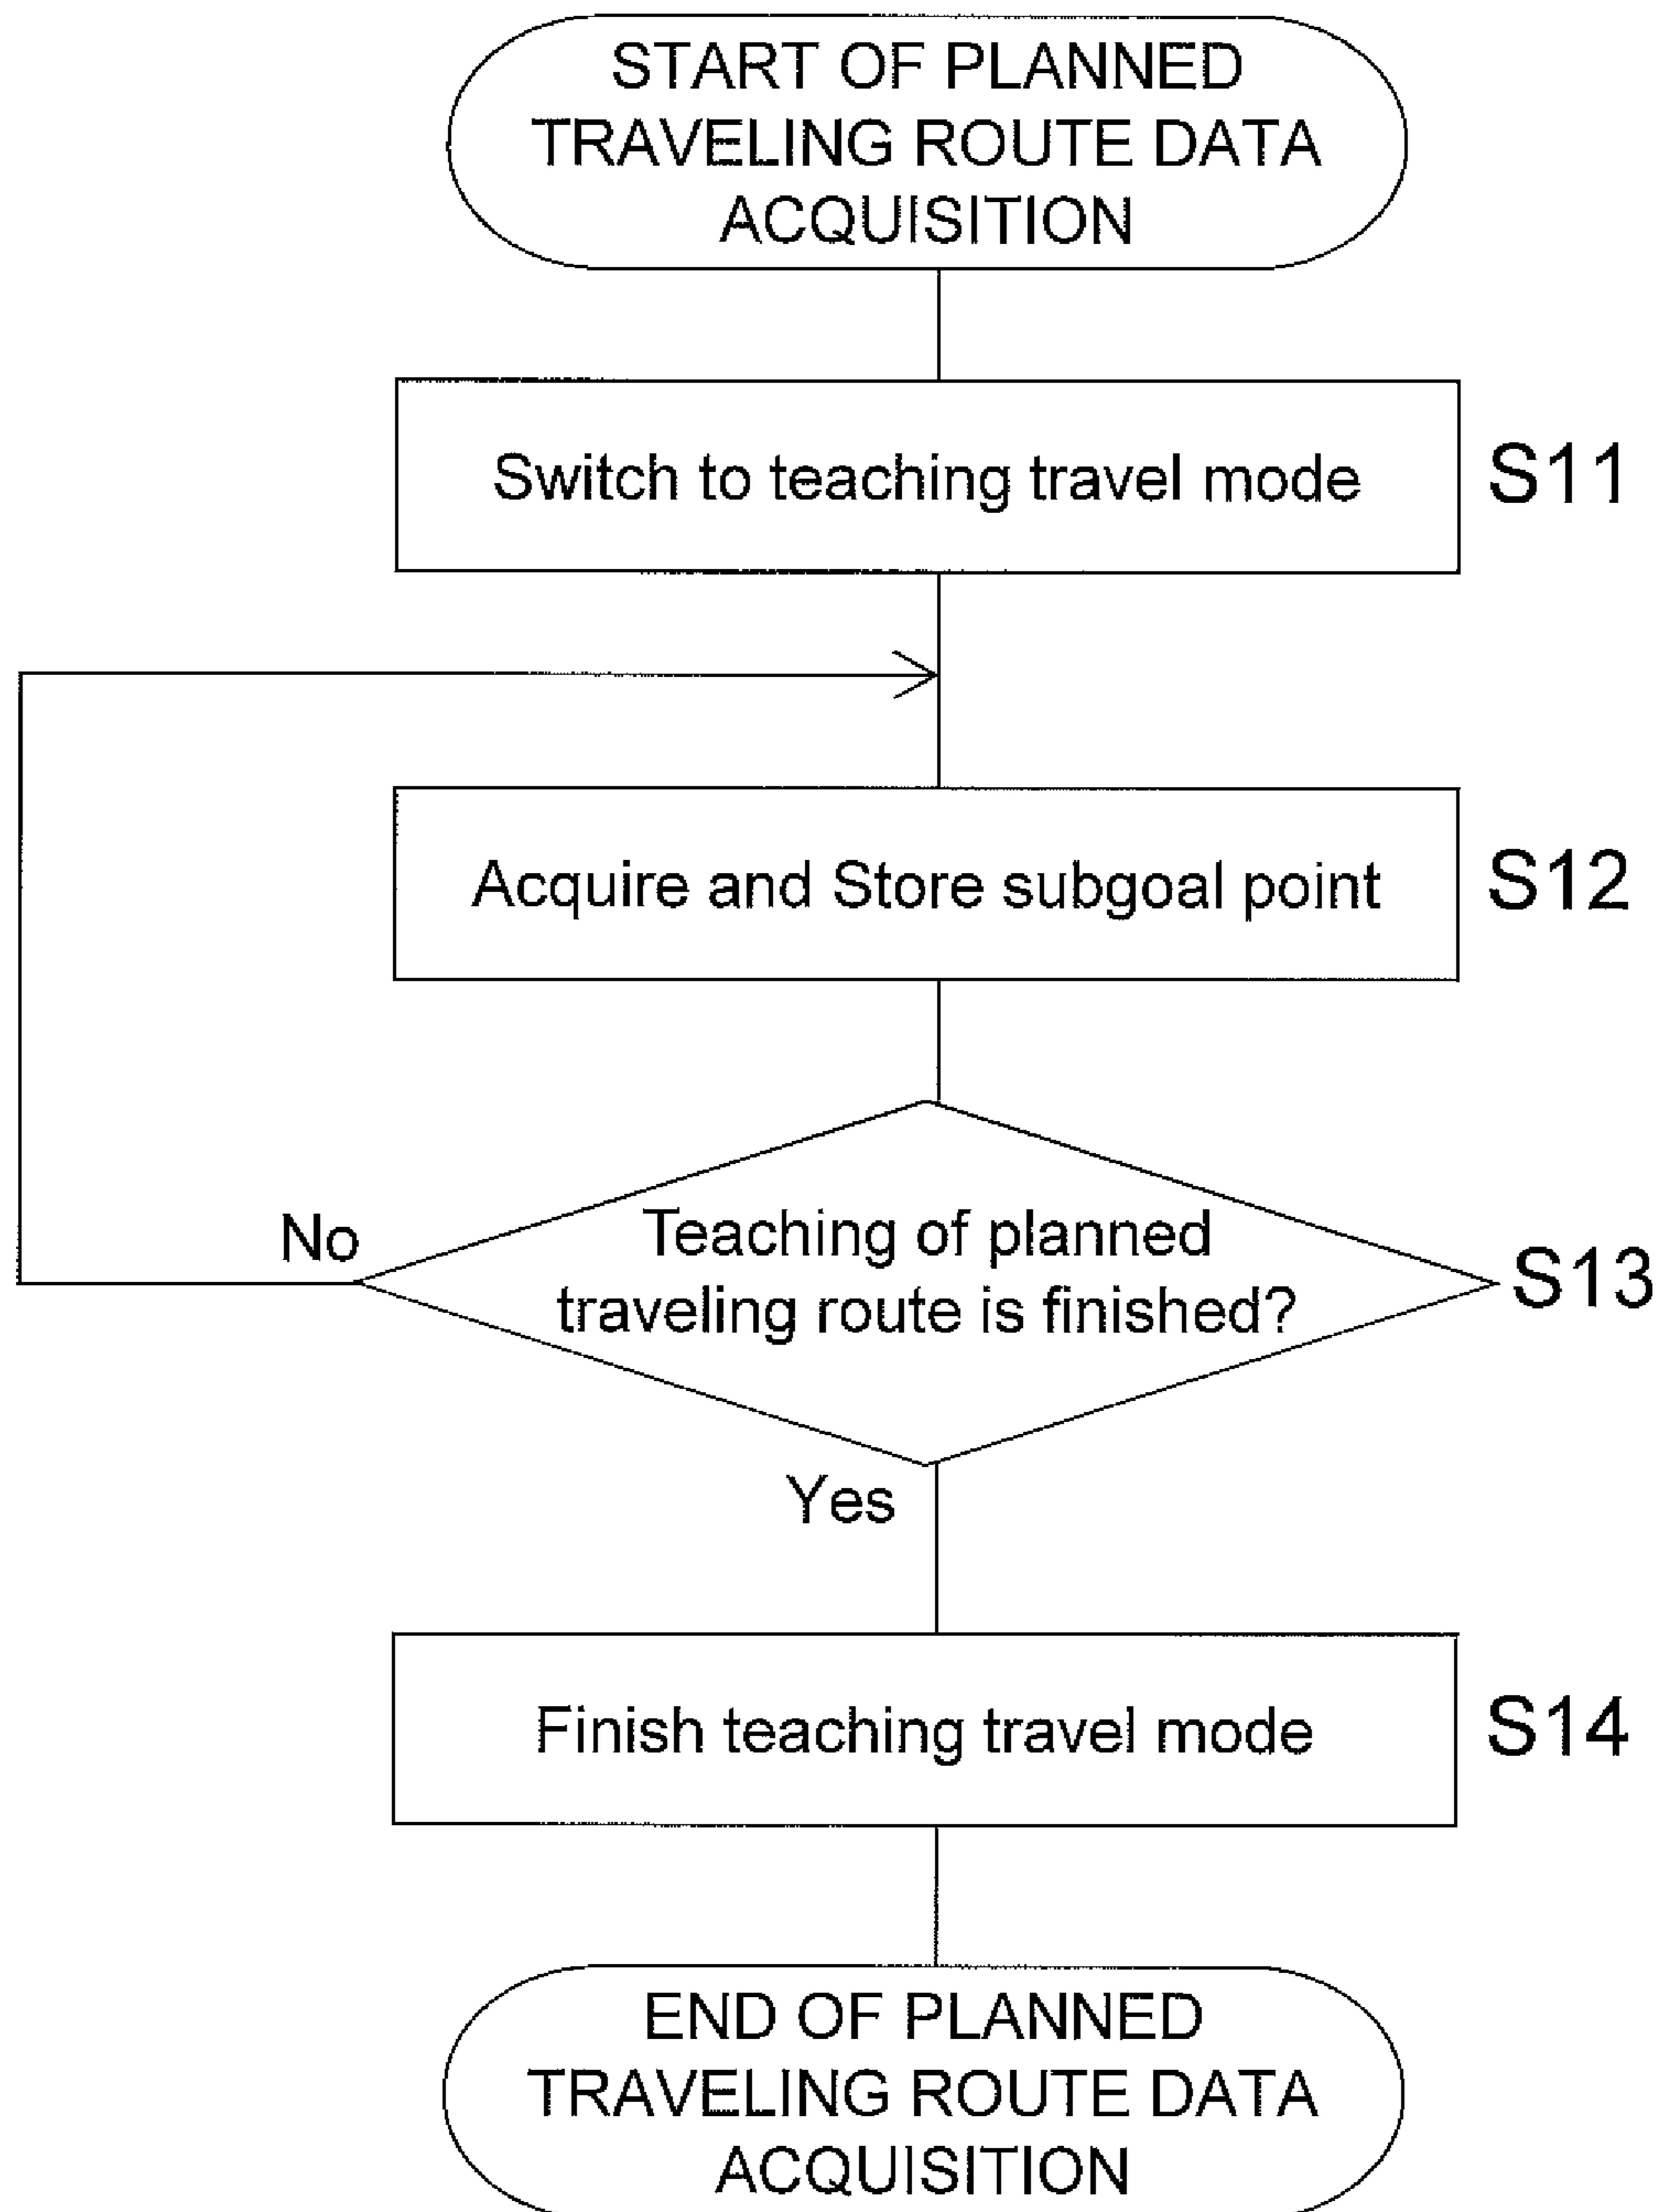 START OF PLANNED
TRAVELING ROUTE DATA
ACQUISITION
Switch to teaching travel mode
S11
Acquire and Store subgoal point
S12
No
Teaching of planned
traveling route is finished?
S13
Yes
Finish teaching travel mode
S14
END OF PLANNED
TRAVELING ROUTE DATA
ACQUISITION